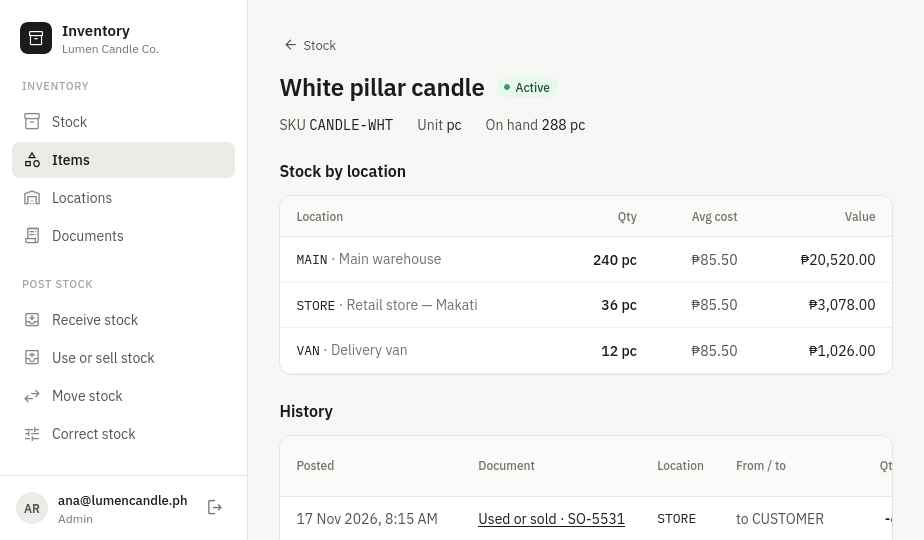 Inventory
Lumen Candle Co.
INVENTORY
Stock
Items
Locations
Documents
POST STOCK
Receive stock
Use or sell stock
Move stock
Correct stock
AR
ana@lumencandle.ph
Admin
← Stock
White pillar candle
Active
SKU CANDLE-WHT Unit pc On hand 288 pc
Stock by location
Location Qty Avg cost Value
MAIN · Main warehouse 240 pc ₱85.50 ₱20,520.00
STORE · Retail store — Makati 36 pc ₱85.50 ₱3,078.00
VAN · Delivery van 12 pc ₱85.50 ₱1,026.00
History
Posted Document Location From / to
17 Nov 2026, 8:15 AM Used or sold · SO-5531 STORE to CUSTOMER